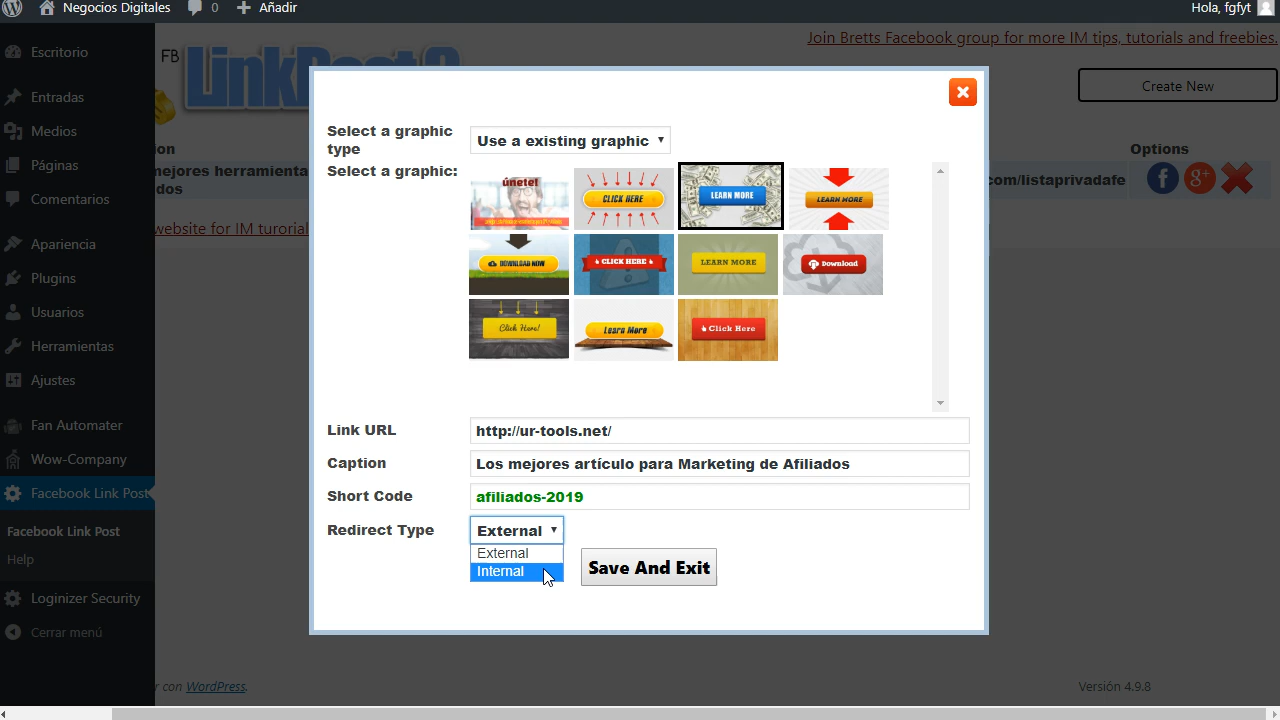 Negocios Digitales
0
Añadir
Hola, fgfyt
Escritorio
Entradas
Medios
Páginas
Comentarios
Apariencia
Plugins
Usuarios
Herramientas
Ajustes
Fan Automater
Wow-Company
Facebook Link Post
Facebook Link Post
Help
Loginizer Security
Cerrar menú
FB
Join Bretts Facebook group for more IM tips, tutorials and freebies.
Create New
ion
Options
nejores herramienta
dos
com/listaprivadafe
website for IM turorial
Select a graphic
type
Use a existing graphic
Select a graphic:
únete!
CLICK HERE
LEARN MORE
LEARN MORE
DOWNLOAD NOW
CLICK HERE
LEARN MORE
Download
Click Here!
Learn More
Click Here
Link URL
http://ur-tools.net/
Caption
Los mejores artículo para Marketing de Afiliados
Short Code
afiliados-2019
Redirect Type
External
External
Internal
Save And Exit
r con WordPress.
Versión 4.9.8